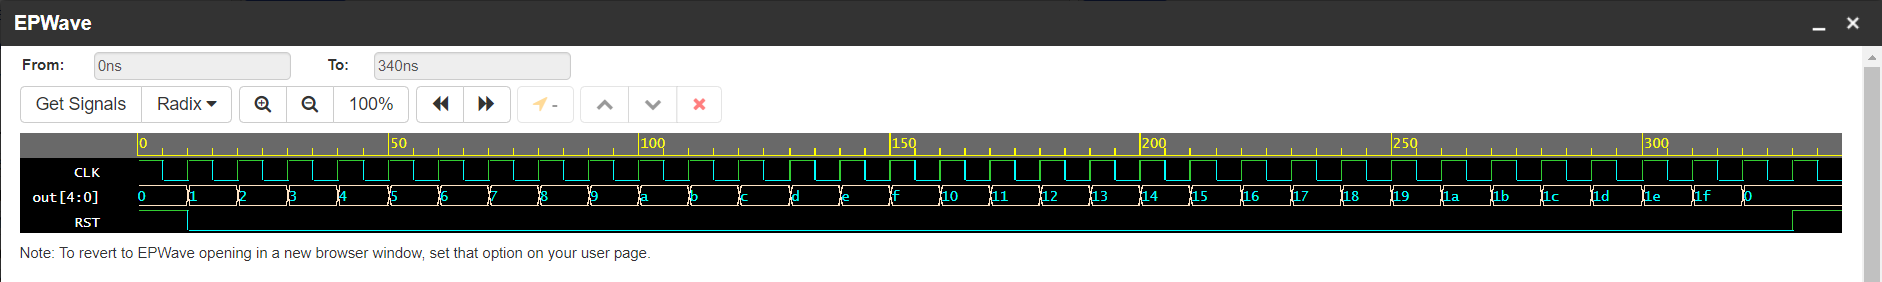 EPWave
From: 0ns To: 340ns
Get Signals Radix 100% -
0 50 100 150 200 250 300
CLK
out[4:0] 0 1 2 3 4 5 6 7 8 9 a b c d e f 10 11 12 13 14 15 16 17 18 19 1a 1b 1c 1d 1e 1f 0
RST
Note: To revert to EPWave opening in a new browser window, set that option on your user page.